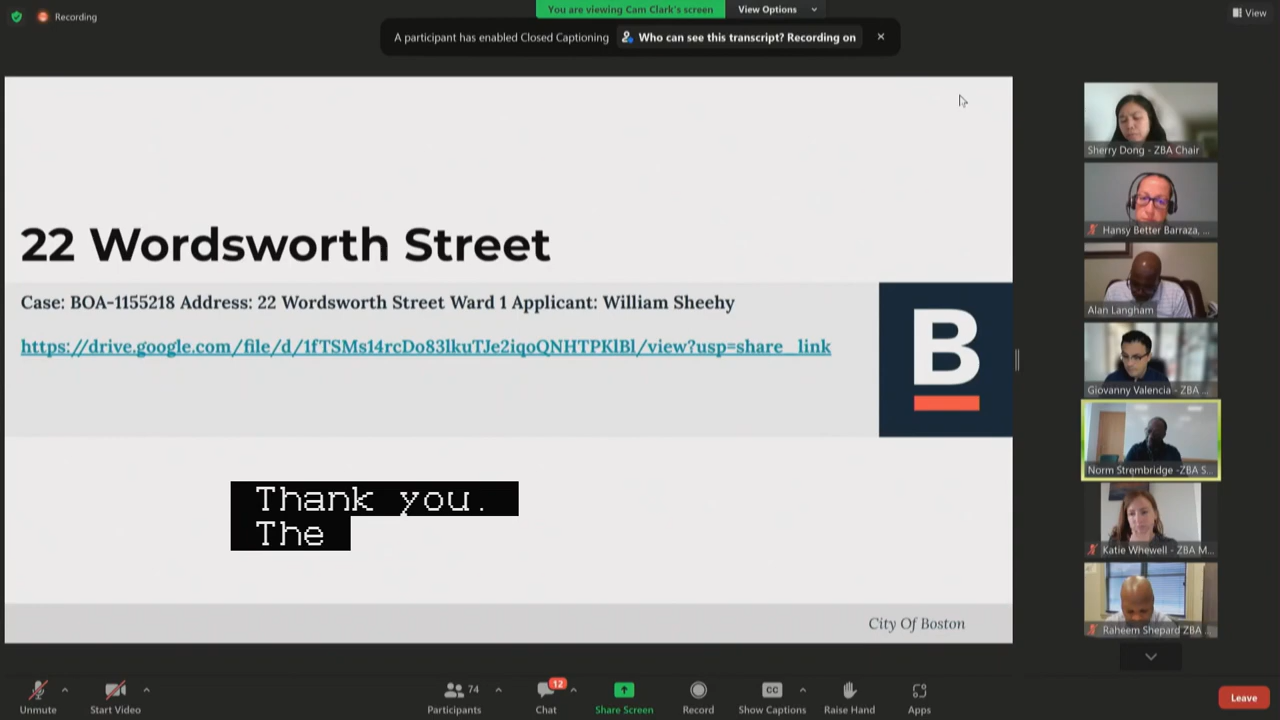 Recording
You are viewing Cam Clark's screen
View Options
View
A participant has enabled Closed Captioning
Who can see this transcript? Recording on
22 Wordsworth Street
Case: BOA-1155218 Address: 22 Wordsworth Street Ward 1 Applicant: William Sheehy
https://drive.google.com/file/d/1fTSMs14rcDo83lkuTJe2iqoQNHTPKlBl/view?usp=share_link
B
Thank you.
The
City Of Boston
Sherry Dong - ZBA Chair
Hansy Better Barraza, ...
Alan Langham
Giovanny Valencia - ZBA ...
Norm Strembridge -ZBA S...
Katie Whewell - ZBA M...
Raheem Shepard ZBA ...
Unmute
Start Video
74
Participants
12
Chat
Share Screen
Record
CC
Show Captions
Raise Hand
Apps
Leave